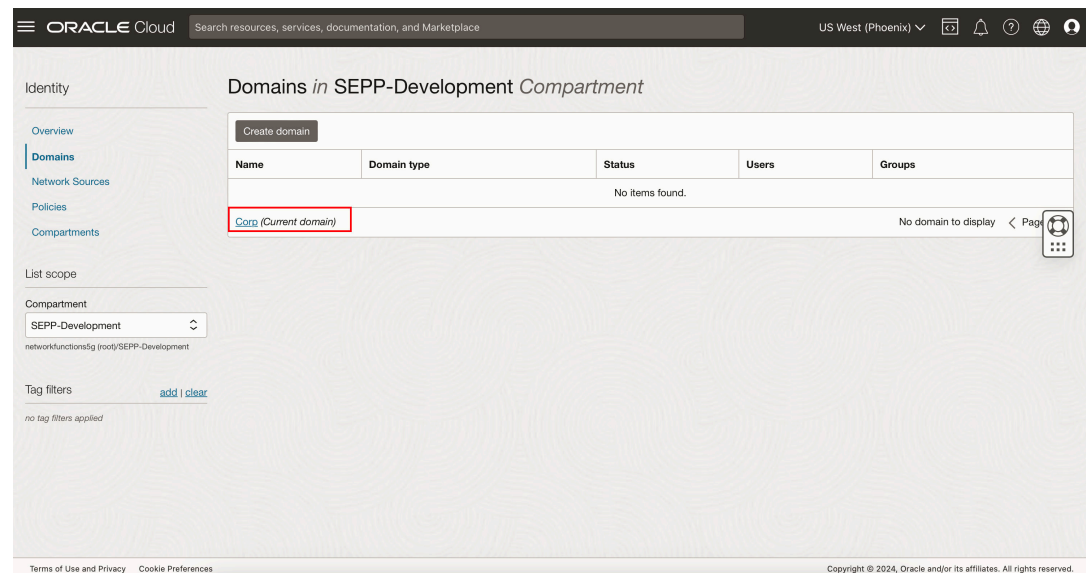 ORACLE Cloud
Search resources, services, documentation, and Marketplace
US West (Phoenix)
Identity
Overview
Domains
Network Sources
Policies
Compartments
List scope
Compartment
SEPP-Development
networkfunctions5g (root)/SEPP-Development
Tag filters
add | clear
no tag filters applied
Domains in SEPP-Development Compartment
Create domain
Name Domain type Status Users Groups
No items found.
Corp (Current domain)
No domain to display < Page
Terms of Use and Privacy Cookie Preferences
Copyright © 2024, Oracle and/or its affiliates. All rights reserved.